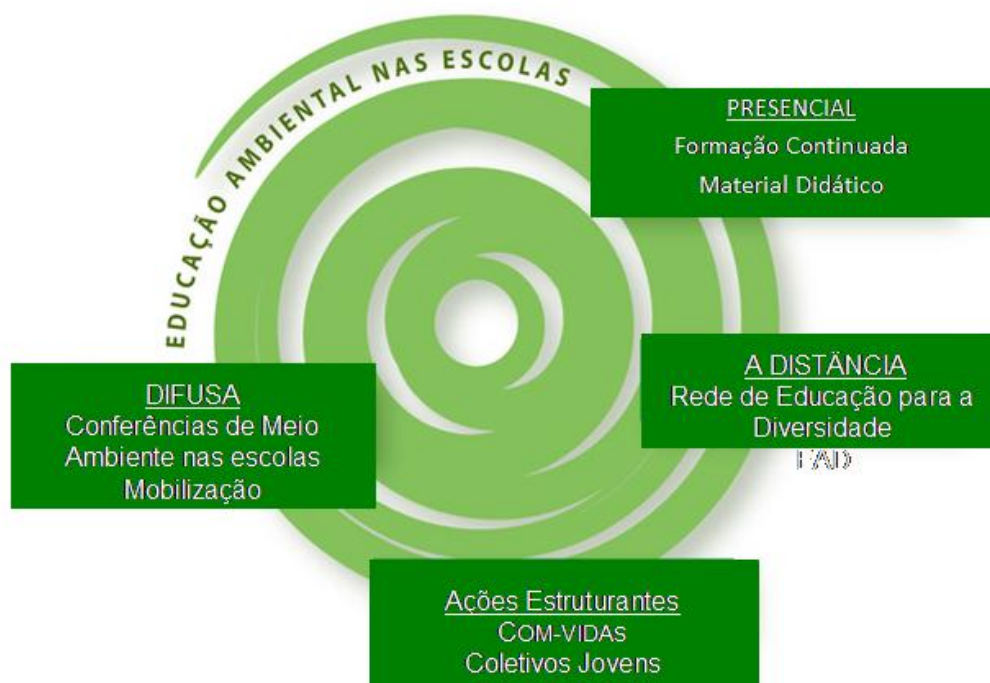 EDUCAÇÃO AMBIENTAL NAS ESCOLAS
PRESENCIAL
Formação Continuada
Material Didático
A DISTÄNCIA
Rede de Educação para a
Diversidade
EAD
DIFUSA
Conferências de Meio
Ambiente nas escolas
Mobilização
Ações Estruturantes
COM-VIDAS
Coletivos Jovens